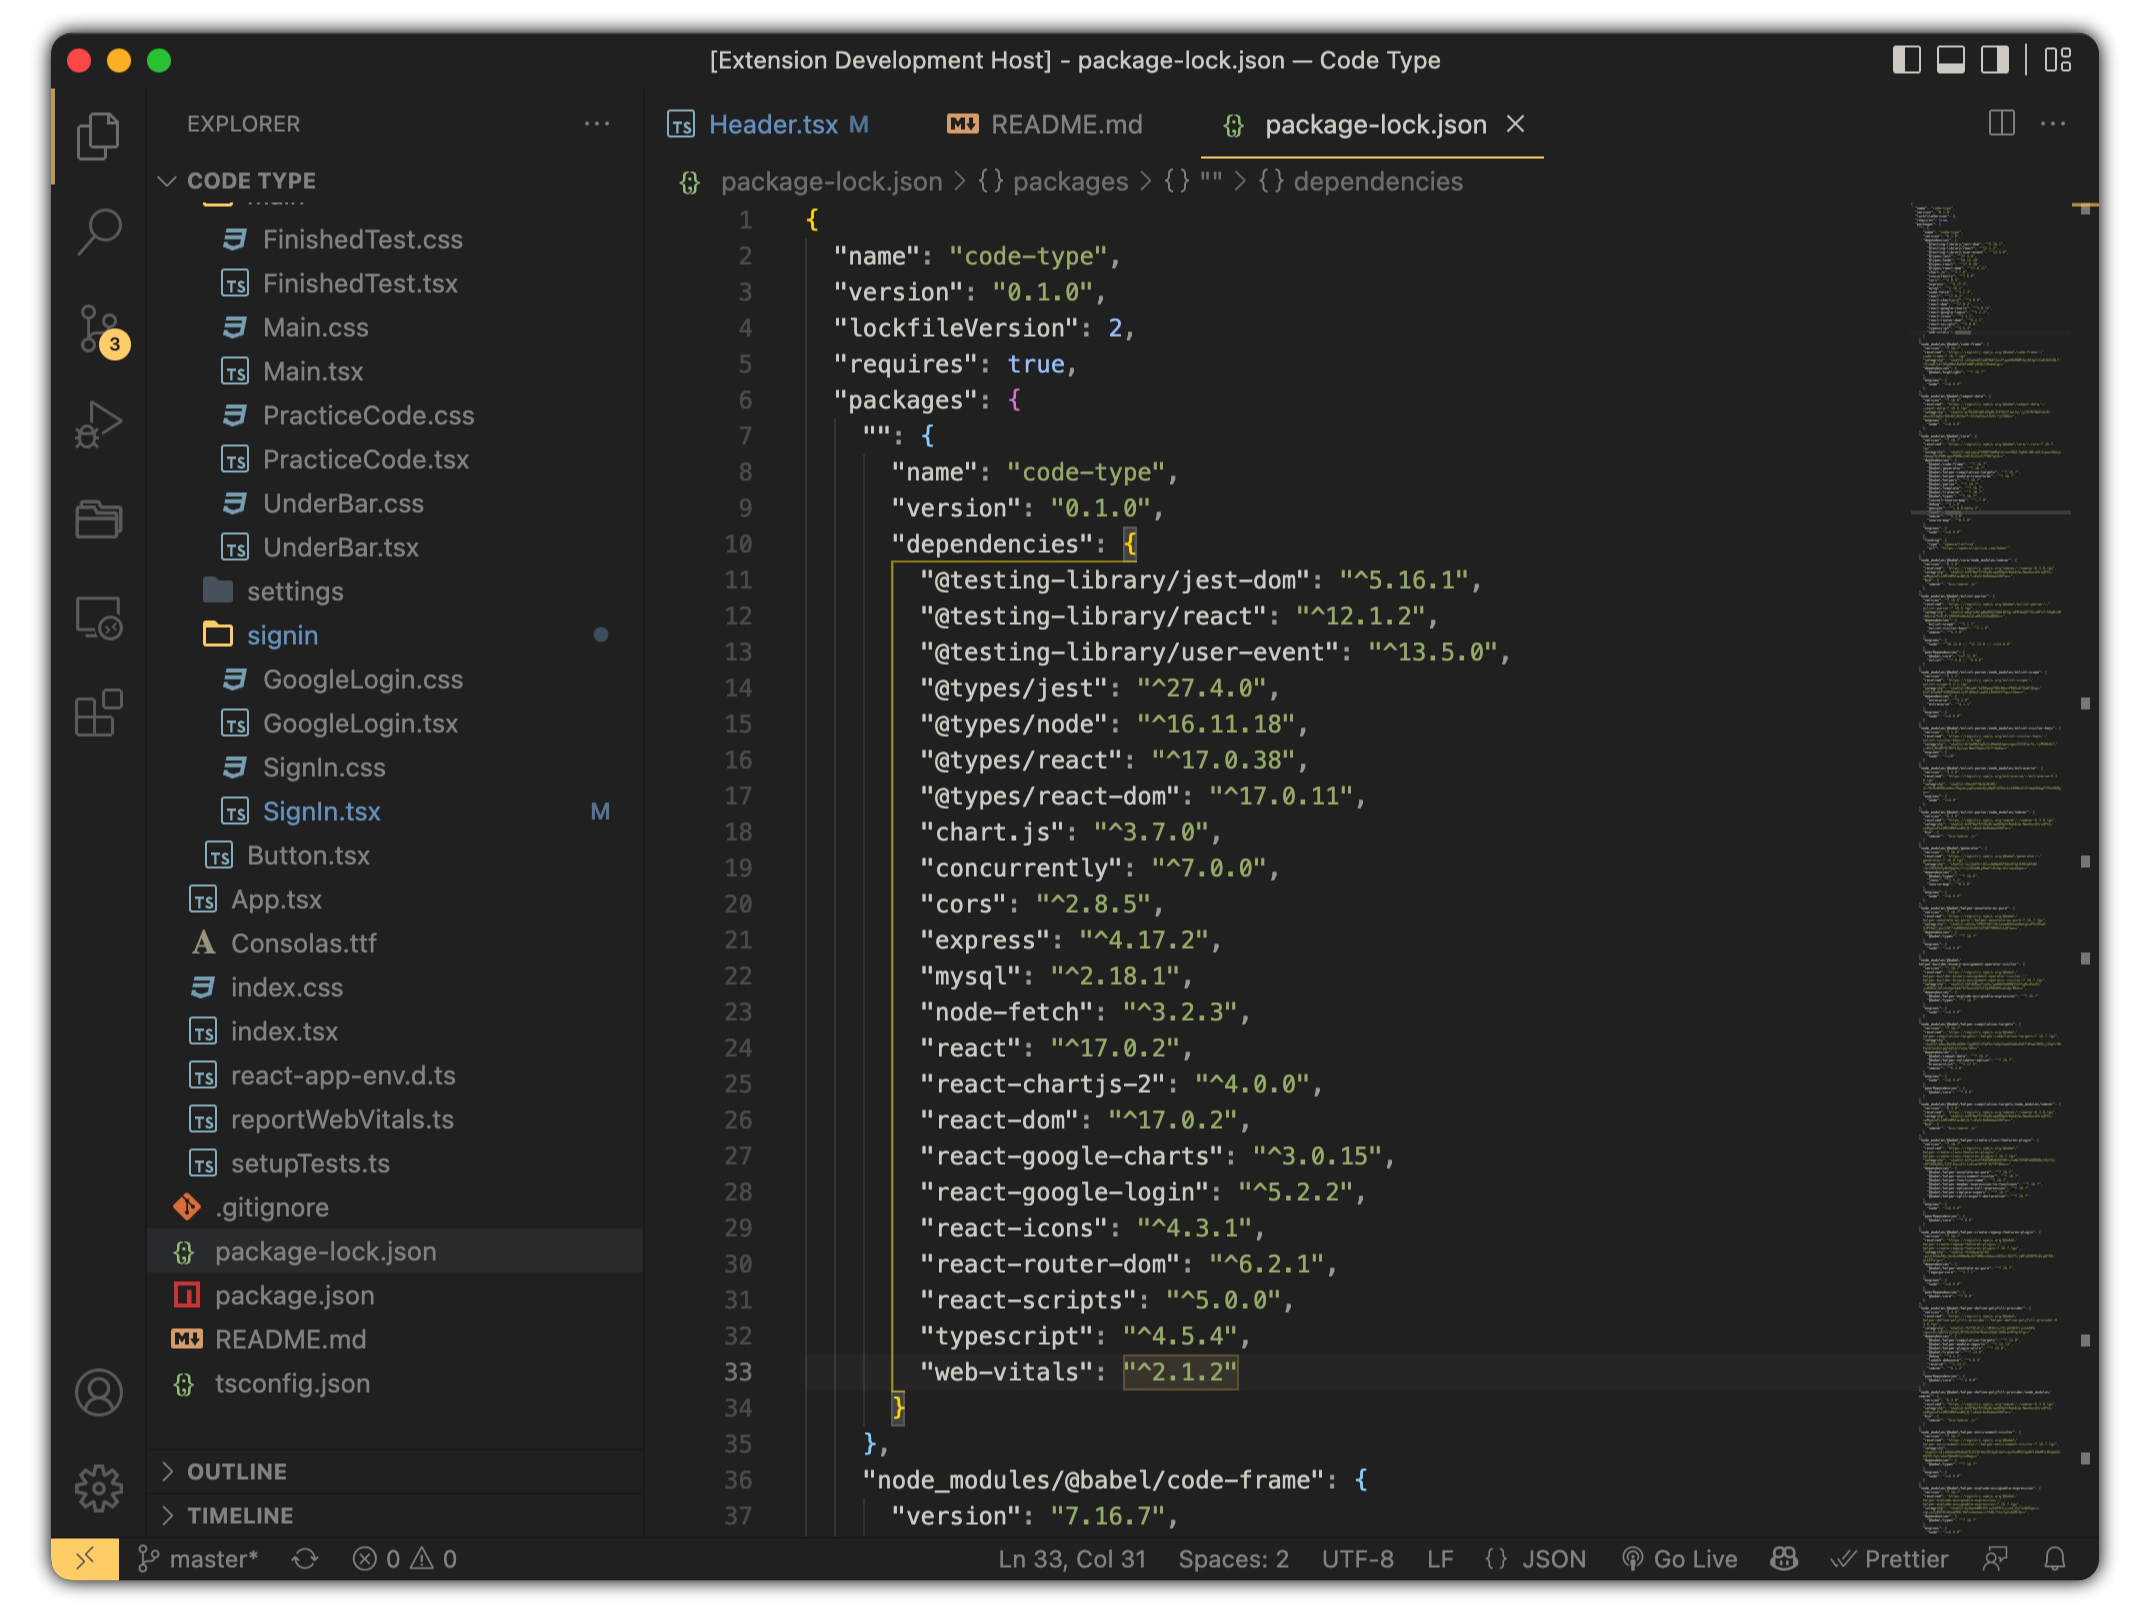 [Extension Development Host] - package-lock.json — Code Type
EXPLORER
CODE TYPE
main
FinishedTest.css
TS FinishedTest.tsx
Main.css
TS Main.tsx
PracticeCode.css
TS PracticeCode.tsx
UnderBar.css
TS UnderBar.tsx
settings
signin
GoogleLogin.css
TS GoogleLogin.tsx
SignIn.css
TS SignIn.tsx M
TS Button.tsx
TS App.tsx
A Consolas.ttf
index.css
TS index.tsx
TS react-app-env.d.ts
TS reportWebVitals.ts
TS setupTests.ts
.gitignore
package-lock.json
package.json
M README.md
tsconfig.json
OUTLINE
TIMELINE
3
TS Header.tsx M
M README.md
package-lock.json
package-lock.json > {} packages > {} "" > {} dependencies
1 {
2 "name": "code-type",
3 "version": "0.1.0",
4 "lockfileVersion": 2,
5 "requires": true,
6 "packages": {
7 "": {
8 "name": "code-type",
9 "version": "0.1.0",
10 "dependencies": {
11 "@testing-library/jest-dom": "^5.16.1",
12 "@testing-library/react": "^12.1.2",
13 "@testing-library/user-event": "^13.5.0",
14 "@types/jest": "^27.4.0",
15 "@types/node": "^16.11.18",
16 "@types/react": "^17.0.38",
17 "@types/react-dom": "^17.0.11",
18 "chart.js": "^3.7.0",
19 "concurrently": "^7.0.0",
20 "cors": "^2.8.5",
21 "express": "^4.17.2",
22 "mysql": "^2.18.1",
23 "node-fetch": "^3.2.3",
24 "react": "^17.0.2",
25 "react-chartjs-2": "^4.0.0",
26 "react-dom": "^17.0.2",
27 "react-google-charts": "^3.0.15",
28 "react-google-login": "^5.2.2",
29 "react-icons": "^4.3.1",
30 "react-router-dom": "^6.2.1",
31 "react-scripts": "^5.0.0",
32 "typescript": "^4.5.4",
33 "web-vitals": "^2.1.2"
34 }
35 },
36 "node_modules/@babel/code-frame": {
37 "version": "7.16.7",
master* 0 0 Ln 33, Col 31 Spaces: 2 UTF-8 LF {} JSON Go Live Prettier